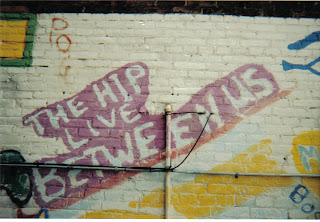 THE HIP
LIVE
BETWEEN US